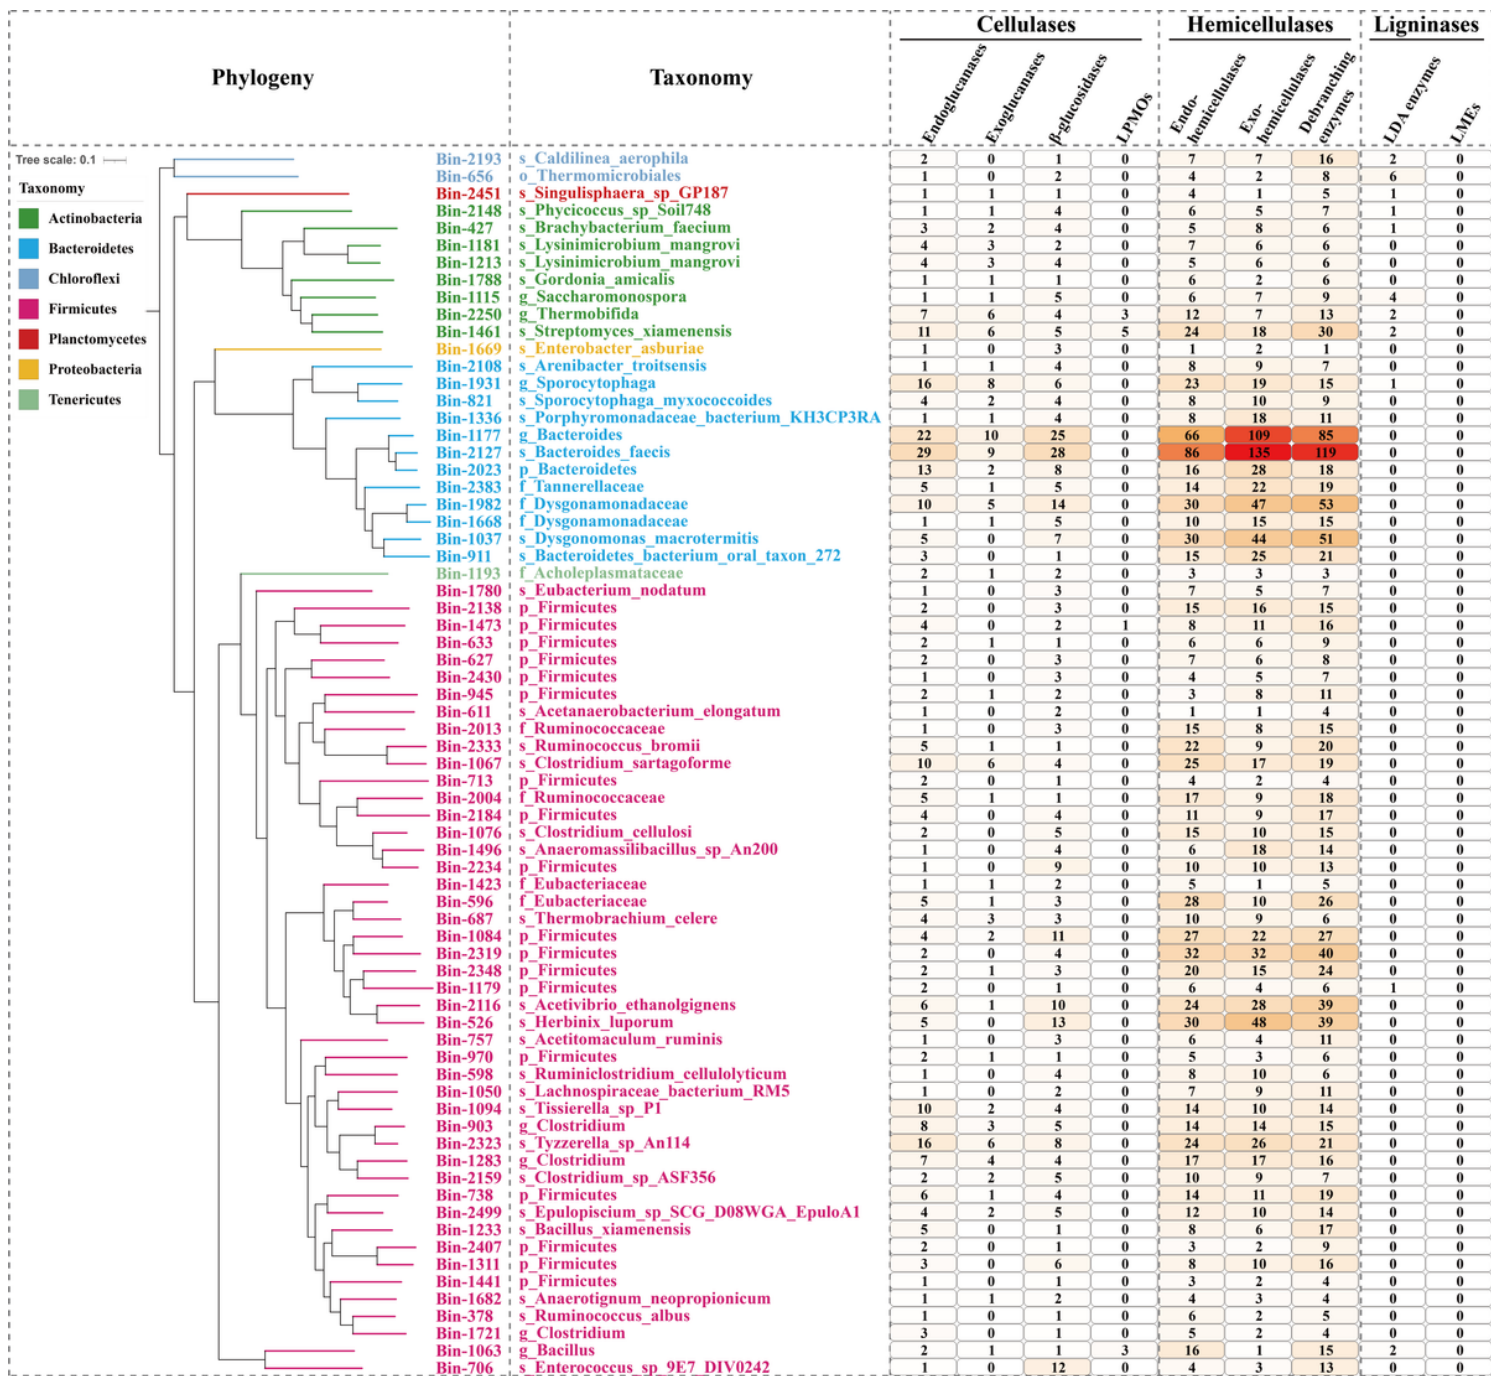 Cellulases Hemicellulases Ligninases
Phylogeny Taxonomy
Endoglucanases
Exoglucanases
β-glucosidases
LPMOs
Endo-
hemicellulases
Exo-
hemicellulases
Debranching
enzymes
LDA enzymes
LMEs
Tree scale: 0.1
Taxonomy
Actinobacteria
Bacteroidetes
Chloroflexi
Firmicutes
Planctomycetes
Proteobacteria
Tenericutes
Bin-2193 s_Caldilinea_aerophila 2 0 1 0 7 7 16 2 0
Bin-656 o_Thermomicrobiales 1 0 2 0 4 2 8 6 0
Bin-2451 s_Singulisphaera_sp_GP187 1 1 1 0 4 1 5 1 0
Bin-2148 s_Phycicoccus_sp_Soil748 1 1 4 0 6 5 7 1 0
Bin-427 s_Brachybacterium_faecium 3 2 4 0 5 8 6 1 0
Bin-1181 s_Lysinimicrobium_mangrovi 4 3 2 0 7 6 6 0 0
Bin-1213 s_Lysinimicrobium_mangrovi 4 3 4 0 5 6 6 0 0
Bin-1788 s_Gordonia_amicalis 1 1 1 0 6 2 6 0 0
Bin-1115 g_Saccharomonospora 1 1 5 0 6 7 9 4 0
Bin-2250 g_Thermobifida 7 6 4 3 12 7 13 2 0
Bin-1461 s_Streptomyces_xiamenensis 11 6 5 5 24 18 30 2 0
Bin-1669 s_Enterobacter_asburiae 1 0 3 0 1 2 1 0 0
Bin-2108 s_Arenibacter_troitsensis 1 1 4 0 8 9 7 0 0
Bin-1931 g_Sporocytophaga 16 8 6 0 23 19 15 1 0
Bin-821 s_Sporocytophaga_myxococcoides 4 2 4 0 8 10 9 0 0
Bin-1336 s_Porphyromonadaceae_bacterium_KH3CP3RA 1 1 4 0 8 18 11 0 0
Bin-1177 g_Bacteroides 22 10 25 0 66 109 85 0 0
Bin-2127 s_Bacteroides_faecis 29 9 28 0 86 135 119 0 0
Bin-2023 p_Bacteroidetes 13 2 8 0 16 28 18 0 0
Bin-2383 f_Tannerellaceae 5 1 5 0 14 22 19 0 0
Bin-1982 f_Dysgonamonadaceae 10 5 14 0 30 47 53 0 0
Bin-1668 f_Dysgonamonadaceae 1 1 5 0 10 15 15 0 0
Bin-1037 s_Dysgonomonas_macrotermitis 5 0 7 0 30 44 51 0 0
Bin-911 s_Bacteroidetes_bacterium_oral_taxon_272 3 0 1 0 15 25 21 0 0
Bin-1193 f_Acholeplasmataceae 2 1 2 0 3 3 3 0 0
Bin-1780 s_Eubacterium_nodatum 1 0 3 0 7 5 7 0 0
Bin-2138 p_Firmicutes 2 0 3 0 15 16 15 0 0
Bin-1473 p_Firmicutes 4 0 2 1 8 11 16 0 0
Bin-633 p_Firmicutes 2 1 1 0 6 6 9 0 0
Bin-627 p_Firmicutes 2 0 3 0 7 6 8 0 0
Bin-2430 p_Firmicutes 1 0 3 0 4 5 7 0 0
Bin-945 p_Firmicutes 2 1 2 0 3 8 11 0 0
Bin-611 s_Acetanaerobacterium_elongatum 1 0 2 0 1 1 4 0 0
Bin-2013 f_Ruminococcaceae 1 0 3 0 15 8 15 0 0
Bin-2333 s_Ruminococcus_bromii 5 1 1 0 22 9 20 0 0
Bin-1067 s_Clostridium_sartagoforme 10 6 4 0 25 17 19 0 0
Bin-713 p_Firmicutes 2 0 1 0 4 2 4 0 0
Bin-2004 f_Ruminococcaceae 5 1 1 0 17 9 18 0 0
Bin-2184 p_Firmicutes 4 0 4 0 11 9 17 0 0
Bin-1076 s_Clostridium_cellulosi 2 0 5 0 15 10 15 0 0
Bin-1496 s_Anaeromassilibacillus_sp_An200 1 0 4 0 6 18 14 0 0
Bin-2234 p_Firmicutes 1 0 9 0 10 10 13 0 0
Bin-1423 f_Eubacteriaceae 1 1 2 0 5 1 5 0 0
Bin-596 f_Eubacteriaceae 5 1 3 0 28 10 26 0 0
Bin-687 s_Thermobrachium_celere 4 3 3 0 10 9 6 0 0
Bin-1084 p_Firmicutes 4 2 11 0 27 22 27 0 0
Bin-2319 p_Firmicutes 2 0 4 0 32 32 40 0 0
Bin-2348 p_Firmicutes 2 1 3 0 20 15 24 0 0
Bin-1179 p_Firmicutes 2 0 1 0 6 4 6 1 0
Bin-2116 s_Acetivibrio_ethanolgignens 6 1 10 0 24 28 39 0 0
Bin-526 s_Herbinix_luporum 5 0 13 0 30 48 39 0 0
Bin-757 s_Acetitomaculum_ruminis 1 0 3 0 6 4 11 0 0
Bin-970 p_Firmicutes 2 1 1 0 5 3 6 0 0
Bin-598 s_Ruminiclostridium_cellulolyticum 1 0 4 0 8 10 6 0 0
Bin-1050 s_Lachnospiraceae_bacterium_RM5 1 0 2 0 7 9 11 0 0
Bin-1094 s_Tissierella_sp_P1 10 2 4 0 14 10 14 0 0
Bin-903 g_Clostridium 8 3 5 0 14 14 15 0 0
Bin-2323 s_Tyzzerella_sp_An114 16 6 8 0 24 26 21 0 0
Bin-1283 g_Clostridium 7 4 4 0 17 17 16 0 0
Bin-2159 s_Clostridium_sp_ASF356 2 2 5 0 10 9 7 0 0
Bin-738 p_Firmicutes 6 1 4 0 14 11 19 0 0
Bin-2499 s_Epulopiscium_sp_SCG_D08WGA_EpuloA1 4 2 5 0 12 10 14 0 0
Bin-1233 s_Bacillus_xiamenensis 5 0 1 0 8 6 17 0 0
Bin-2407 p_Firmicutes 2 0 1 0 3 2 9 0 0
Bin-1311 p_Firmicutes 3 0 6 0 8 10 16 0 0
Bin-1441 p_Firmicutes 1 0 1 0 3 2 4 0 0
Bin-1682 s_Anaerotignum_neopropionicum 1 1 2 0 4 3 4 0 0
Bin-378 s_Ruminococcus_albus 1 0 1 0 6 2 5 0 0
Bin-1721 g_Clostridium 3 0 1 0 5 2 4 0 0
Bin-1063 g_Bacillus 2 1 1 3 16 1 15 2 0
Bin-706 s_Enterococcus_sp_9E7_DIV0242 1 0 12 0 4 3 13 0 0